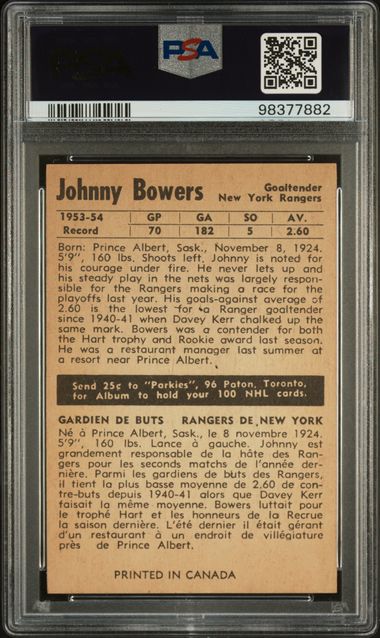 PSA
98377882
Johnny Bowers
Goaltender
New York Rangers
1953-54 GP GA SO AV.
Record 70 182 5 2.60
Born: Prince Albert, Sask., November 8, 1924.
5'9", 160 lbs. Shoots left, Johnny is noted for
his courage under fire. He never lets up and
his steady play in the nets was largely respon-
sible for the Rangers making a race for the
playoffs last year. His goals-against average of
2.60 is the lowest for a Ranger goaltender
since 1940-41 when Davey Kerr chalked up the
same mark. Bowers was a contender for both
the Hart trophy and Rookie award last season.
He was a restaurant manager last summer at
a resort near Prince Albert.
Send 25c to "Parkies", 96 Paton, Toronto,
for Album to hold your 100 NHL cards.
GARDIEN DE BUTS RANGERS DE NEW YORK
Né à Prince Albert, Sask., le 8 novembre 1924.
5'9", 160 lbs. Lance à gauche. Johnny est
grandement responsable de la hâte des Ran-
gers pour les seconds matchs de l'année der-
nière. Parmi les gardiens de buts des Rangers,
il tient la plus basse moyenne de 2.60 de con-
tre-buts depuis 1940-41 alors que Davey Kerr
faisait la même moyenne. Bowers luttait pour
le trophé Hart et les honneurs de la Recrue
la saison dernière. L'été dernier il était gérant
d'un restaurant à un endroit de villégiature
près de Prince Albert.
PRINTED IN CANADA